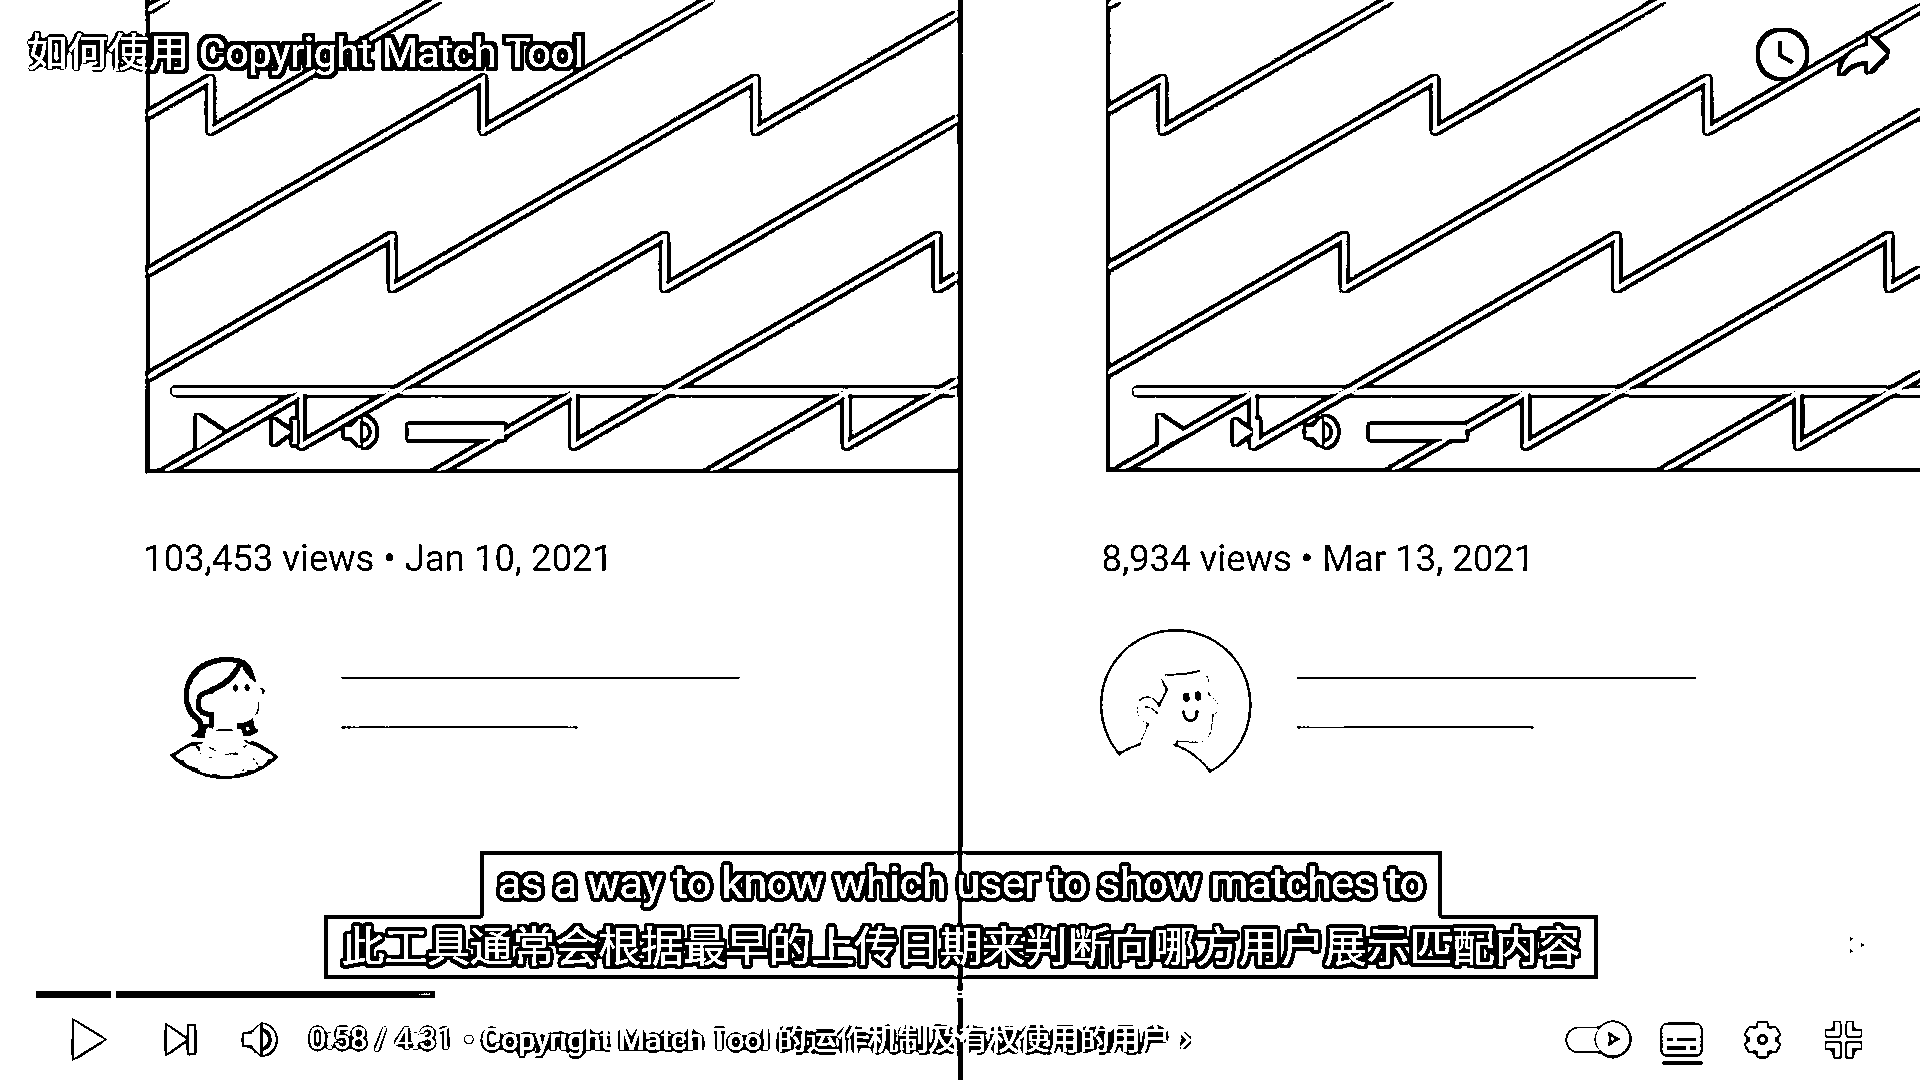 如何使用 Copyright Match Tool
103,453 views • Jan 10, 2021
8,934 views • Mar 13, 2021
as a way to know which user to show matches to
此工具通常会根据最早的上传日期来判断向哪方用户展示匹配内容
0:58 / 4:31 • Copyright Match Tool 的运作机制及有权使用的用户 ›